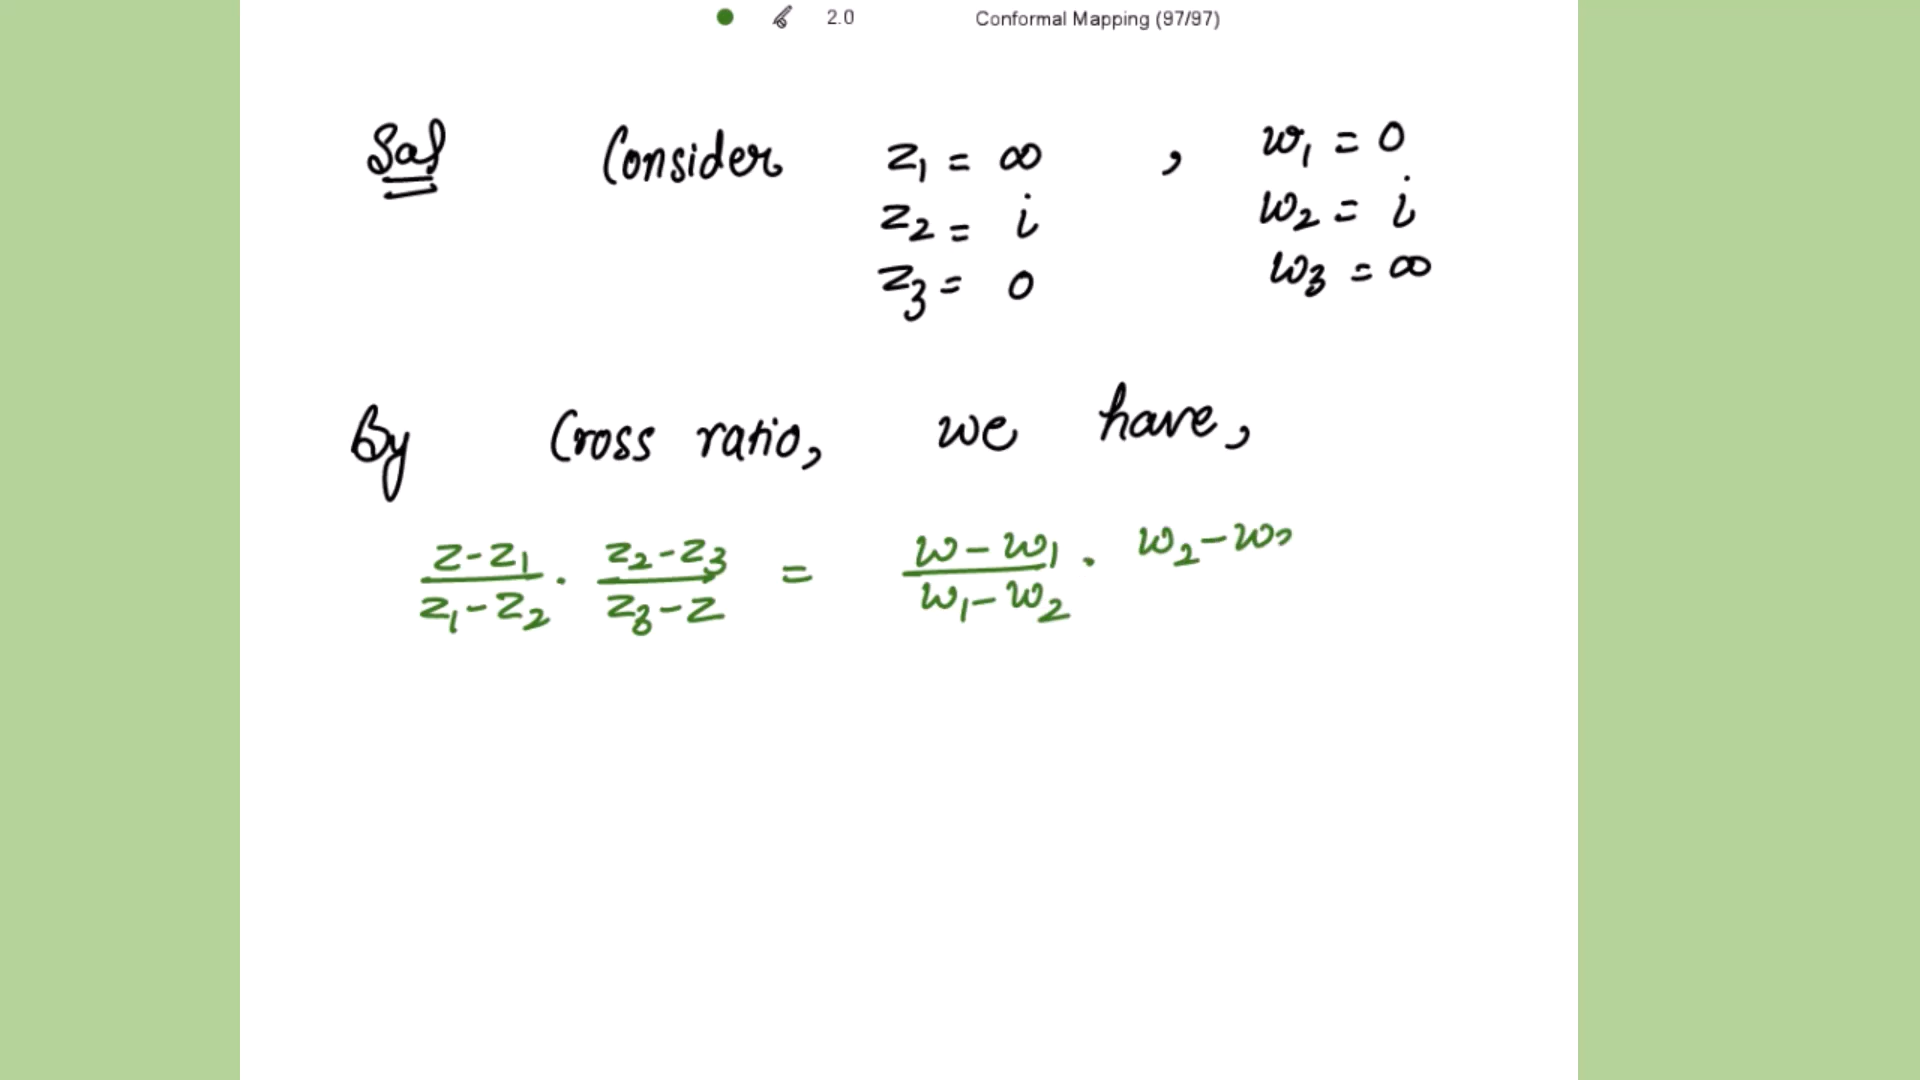 2.0 Conformal Mapping (97/97)
Sol Consider z₁ = ∞ , w₁ = 0
z₂ = i w₂ = i
z₃ = 0 w₃ = ∞
By Cross ratio, we have,
z-z₁ / z₁-z₂ . z₂-z₃ / z₃-z = w-w₁ / w₁-w₂ . w₂-w